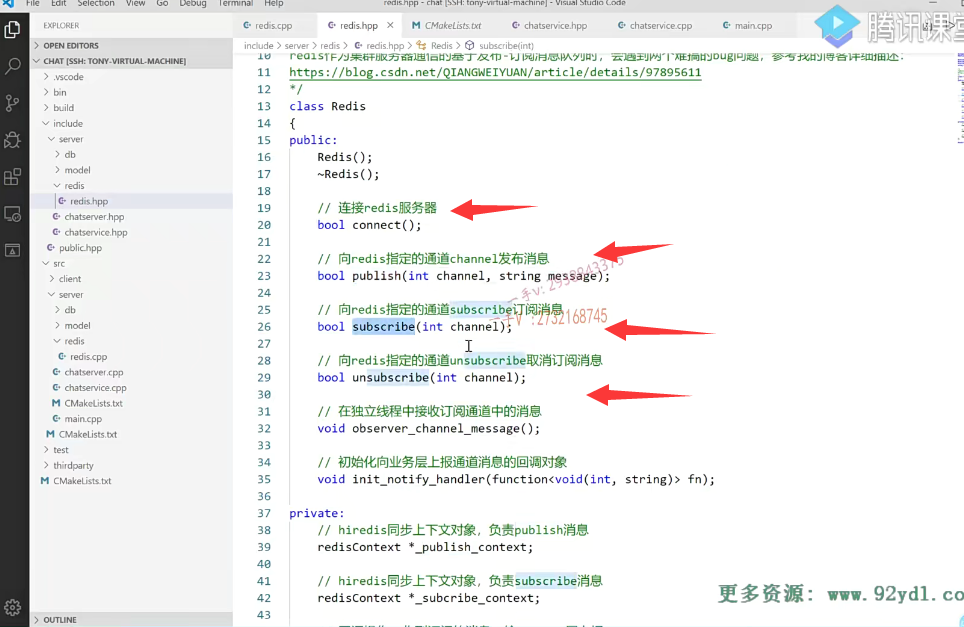 File Edit Selection View Go Debug Terminal Help
redis.hpp - chat [SSH: tony-virtual-machine] - Visual Studio Code
EXPLORER
redis.cpp
redis.hpp
CMakeLists.txt
chatservice.hpp
chatservice.cpp
main.cpp
腾讯课堂
OPEN EDITORS
include > server > redis > redis.hpp > Redis > subscribe(int)
CHAT [SSH: TONY-VIRTUAL-MACHINE]
.vscode
bin
build
include
server
db
model
redis
redis.hpp
chatserver.hpp
chatservice.hpp
public.hpp
src
client
server
db
model
redis
redis.cpp
chatserver.cpp
chatservice.cpp
CMakeLists.txt
main.cpp
CMakeLists.txt
test
thirdparty
CMakeLists.txt
OUTLINE
10 redis作为集群服务器通信的基于发布-订阅消息队列时，会遇到两个难搞的bug问题，参考我的博客详细描述：
11 https://blog.csdn.net/QIANGWEIYUAN/article/details/97895611
12 */
13 class Redis
14 {
15 public:
16 Redis();
17 ~Redis();
18
19 // 连接redis服务器
20 bool connect();
21
22 // 向redis指定的通道channel发布消息
23 bool publish(int channel, string message);
24
25 // 向redis指定的通道subscribe订阅消息
26 bool subscribe(int channel);
27
28 // 向redis指定的通道unsubscribe取消订阅消息
29 bool unsubscribe(int channel);
30
31 // 在独立线程中接收订阅通道中的消息
32 void observer_channel_message();
33
34 // 初始化向业务层上报通道消息的回调对象
35 void init_notify_handler(function<void(int, string)> fn);
36
37 private:
38 // hiredis同步上下文对象，负责publish消息
39 redisContext *_publish_context;
40
41 // hiredis同步上下文对象，负责subscribe消息
42 redisContext *_subcribe_context;
43
一手V:2732168745
更多资源: www.92ydl.co